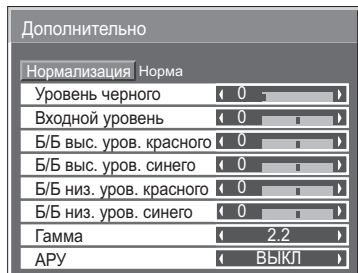 Дополнительно
Нормализация Норма
Уровень черного 0
Входной уровень 0
Б/Б выс. уров. красного 0
Б/Б выс. уров. синего 0
Б/Б низ. уров. красного 0
Б/Б низ. уров. синего 0
Гамма 2.2
АРУ ВЫКЛ